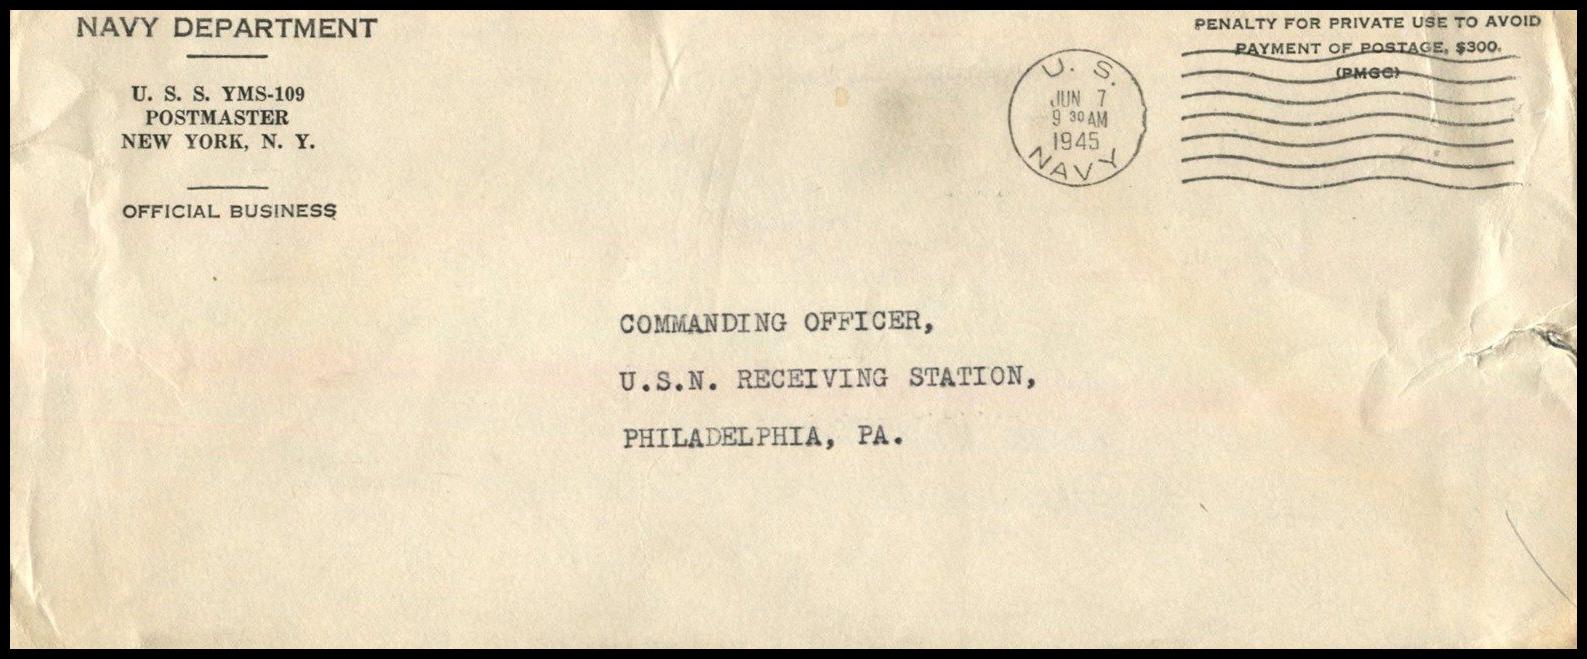 NAVY DEPARTMENT
U. S. S. YMS-109
POSTMASTER
NEW YORK, N. Y.
OFFICIAL BUSINESS
U. S.
JUN 7
9 30 AM
1945
NAVY
PENALTY FOR PRIVATE USE TO AVOID
PAYMENT OF POSTAGE, $300.
(PMGC)
COMMANDING OFFICER,
U.S.N. RECEIVING STATION,
PHILADELPHIA, PA.